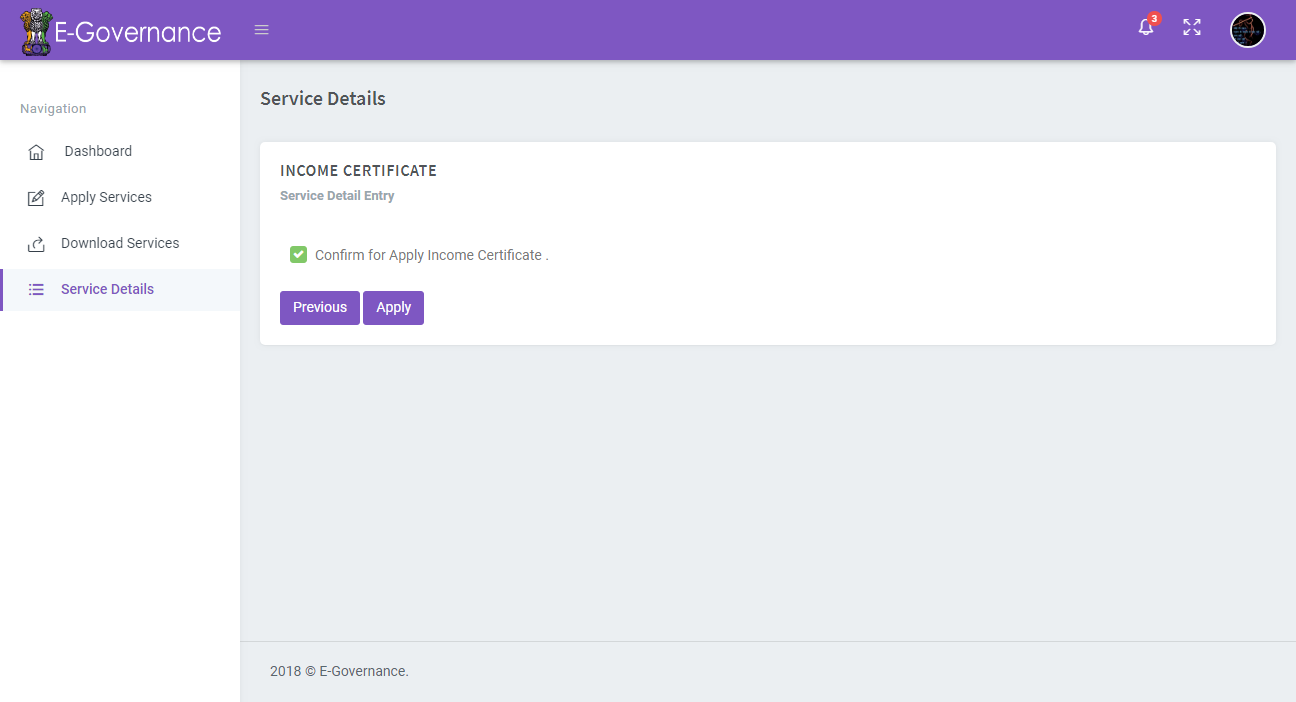 E-Governance
3
Navigation
Dashboard
Apply Services
Download Services
Service Details
Service Details
INCOME CERTIFICATE
Service Detail Entry
Confirm for Apply Income Certificate .
Previous Apply
2018 © E-Governance.